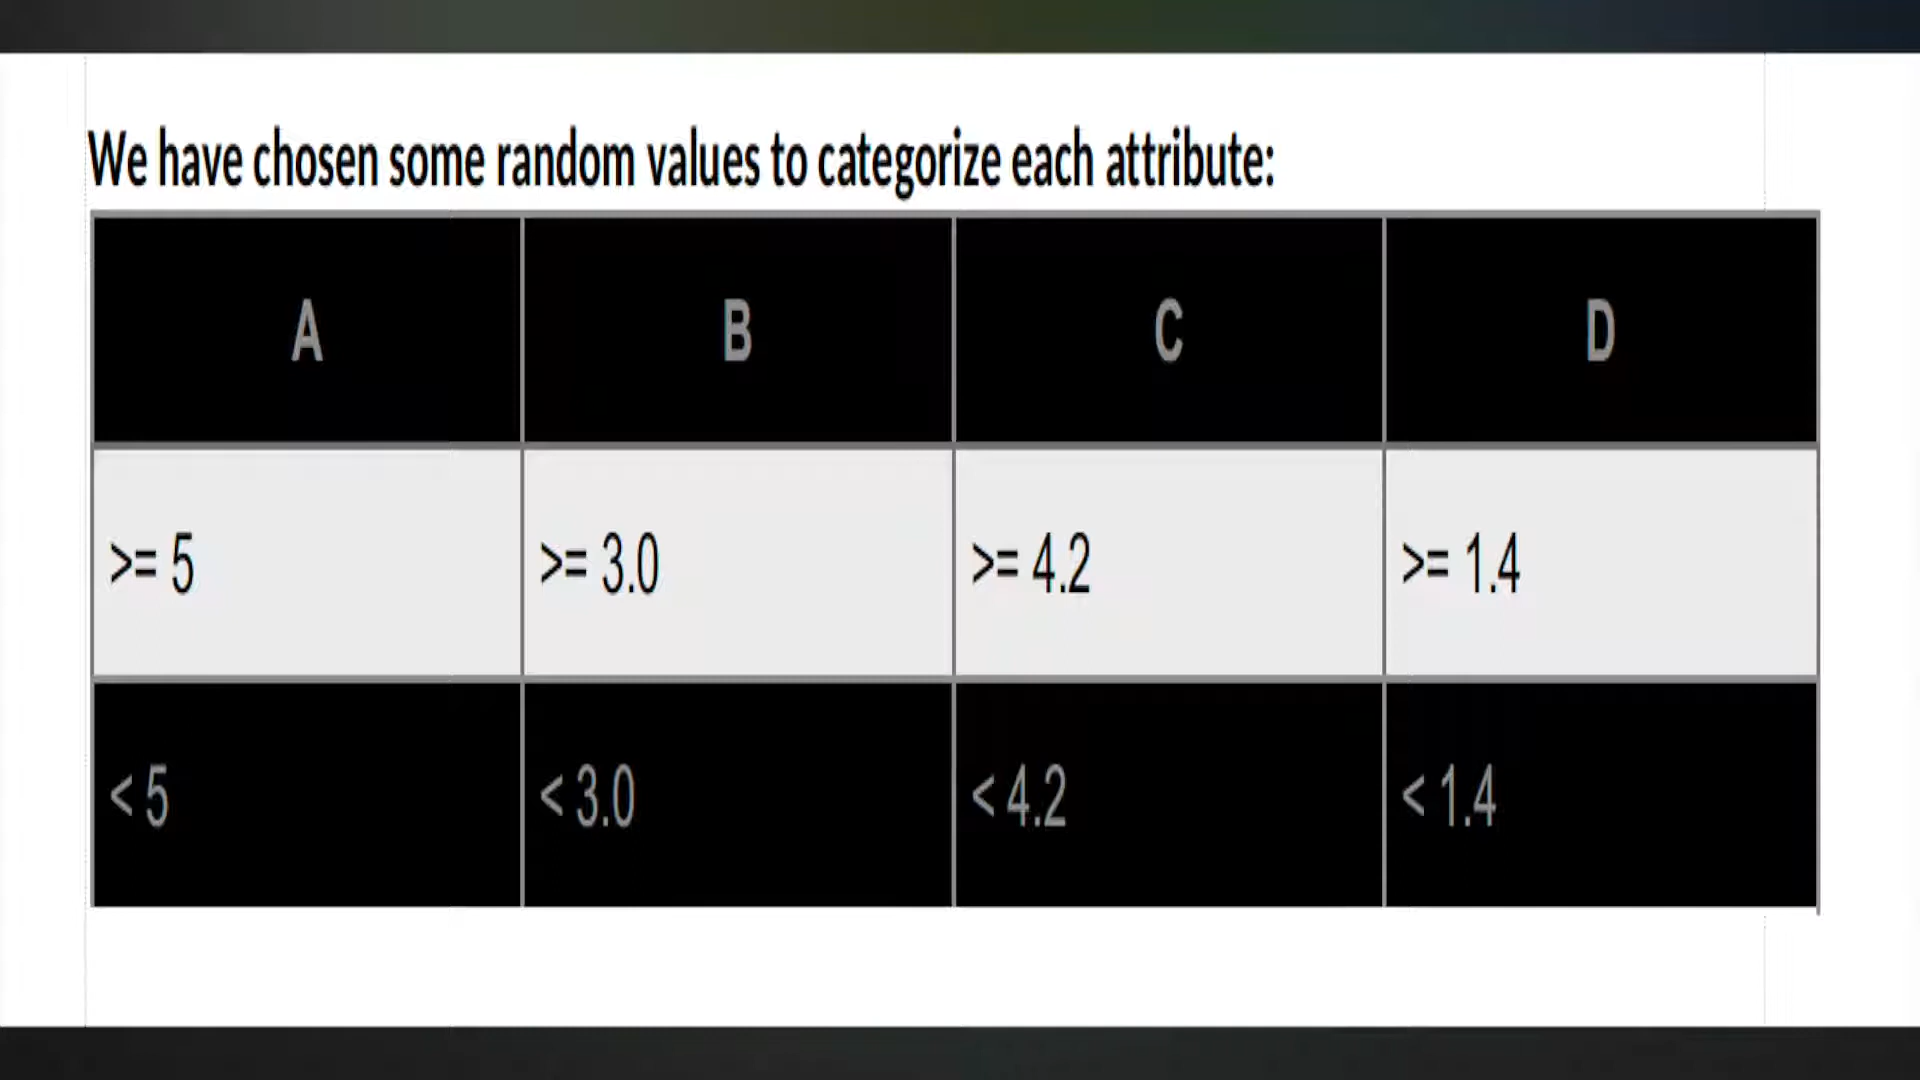 We have chosen some random values to categorize each attribute:
A B C D
>= 5 >= 3.0 >= 4.2 >= 1.4
< 5 < 3.0 < 4.2 < 1.4